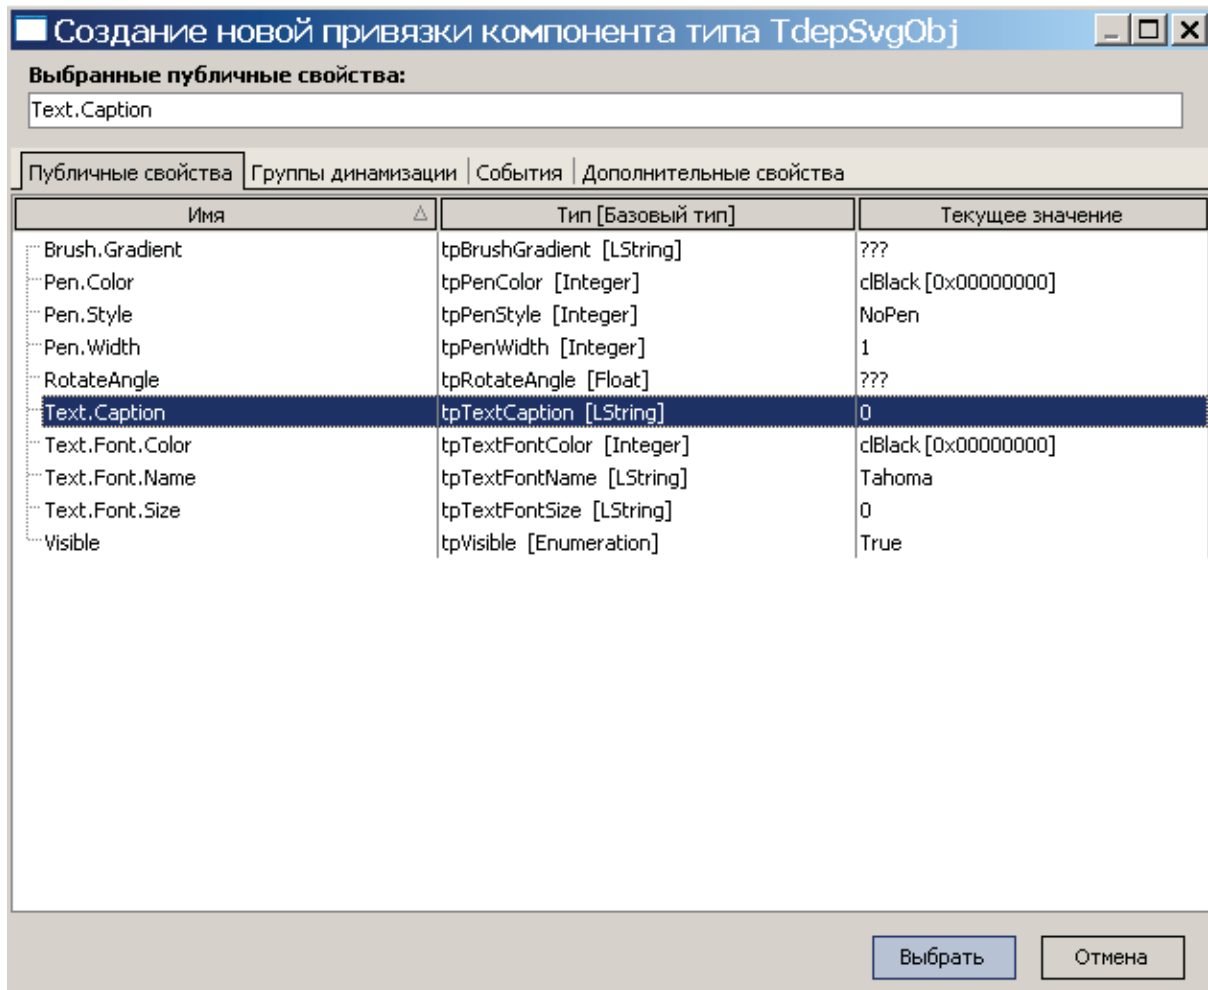 Создание новой привязки компонента типа TdepSvgObj
Выбранные публичные свойства:
Text.Caption
Публичные свойства Группы динамизации События Дополнительные свойства
Имя Тип [Базовый тип] Текущее значение
Brush.Gradient tpBrushGradient [LString] ???
Pen.Color tpPenColor [Integer] clBlack [0x00000000]
Pen.Style tpPenStyle [Integer] NoPen
Pen.Width tpPenWidth [Integer] 1
RotateAngle tpRotateAngle [Float] ???
Text.Caption tpTextCaption [LString] 0
Text.Font.Color tpTextFontColor [Integer] clBlack [0x00000000]
Text.Font.Name tpTextFontName [LString] Tahoma
Text.Font.Size tpTextFontSize [LString] 0
Visible tpVisible [Enumeration] True
Выбрать Отмена